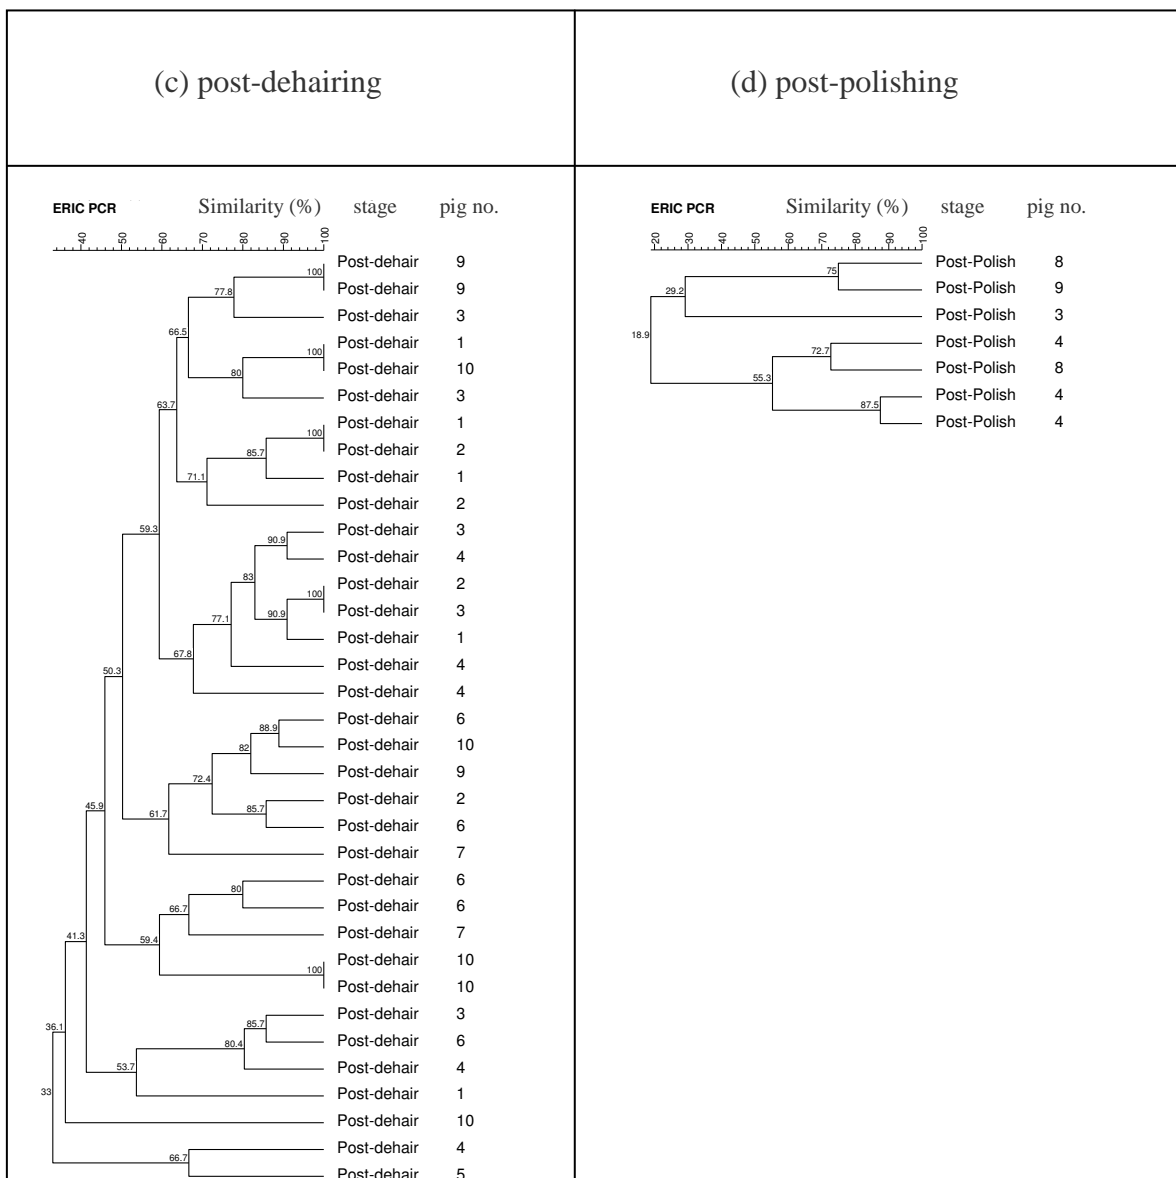 (c) post-dehairing
(d) post-polishing
ERIC PCR Similarity (%) stage pig no.
40 50 60 70 80 90 100
Post-dehair 9
100
Post-dehair 9
77.8
Post-dehair 3
66.5
Post-dehair 1
100
Post-dehair 10
80
Post-dehair 3
63.7
Post-dehair 1
100
Post-dehair 2
85.7
Post-dehair 1
71.1
Post-dehair 2
59.3
Post-dehair 3
90.9
Post-dehair 4
83
Post-dehair 2
100
Post-dehair 3
90.9
Post-dehair 1
77.1
Post-dehair 4
67.8
50.3
Post-dehair 4
Post-dehair 6
88.9
Post-dehair 10
82
Post-dehair 9
72.4
Post-dehair 2
45.9
85.7
61.7
Post-dehair 6
Post-dehair 7
Post-dehair 6
80
Post-dehair 6
66.7
Post-dehair 7
41.3
59.4
Post-dehair 10
100
Post-dehair 10
Post-dehair 3
36.1
85.7
Post-dehair 6
80.4
Post-dehair 4
53.7
33
Post-dehair 1
Post-dehair 10
Post-dehair 4
66.7
Post-dehair 5
ERIC PCR Similarity (%) stage pig no.
20 30 40 50 60 70 80 90 100
Post-Polish 8
75
Post-Polish 9
29.2
Post-Polish 3
18.9
Post-Polish 4
72.7
Post-Polish 8
55.3
Post-Polish 4
87.5
Post-Polish 4